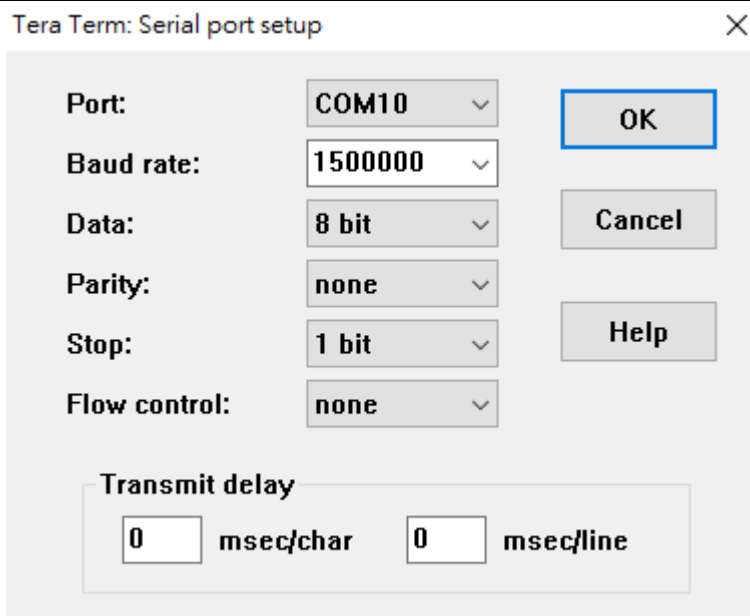 Tera Term: Serial port setup
Port: COM10 OK
Baud rate: 1500000
Data: 8 bit Cancel
Parity: none
Stop: 1 bit Help
Flow control: none
Transmit delay
0 msec/char 0 msec/line